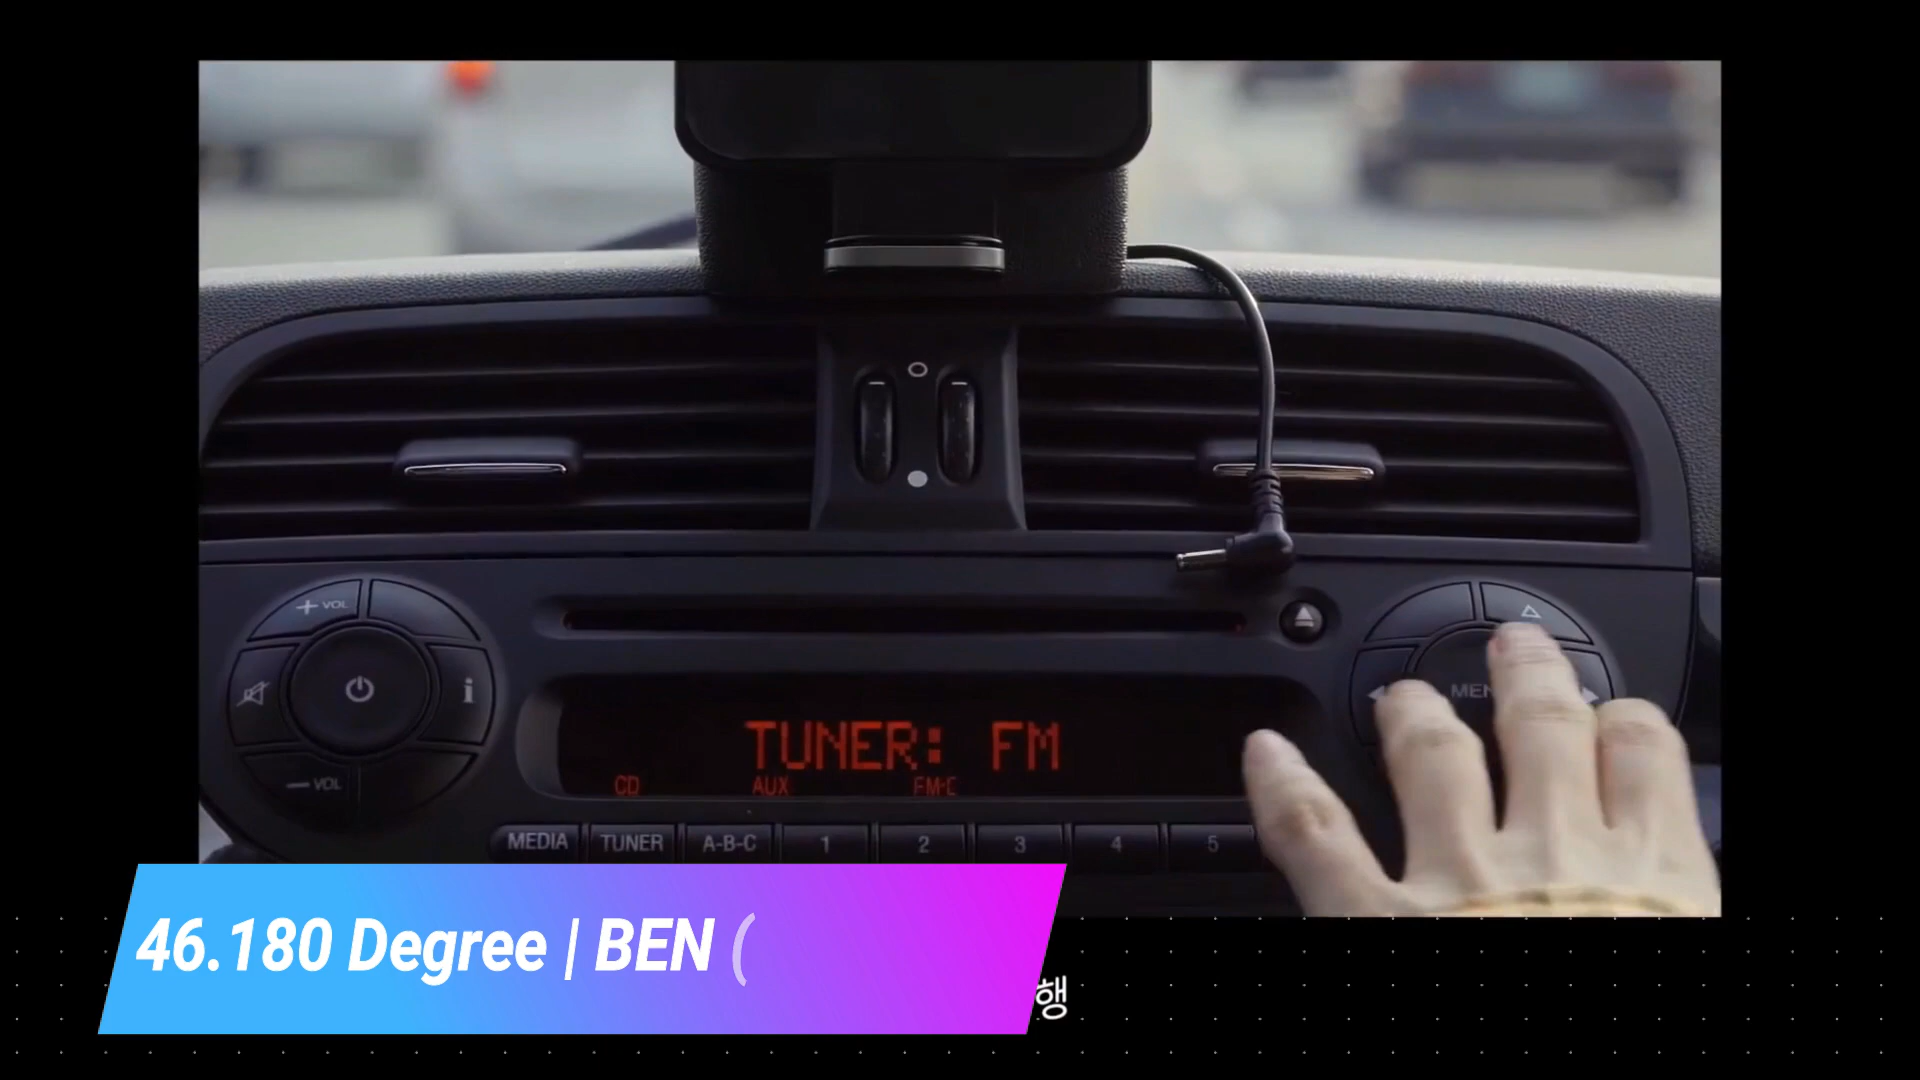 + VOL
i
MENU
− VOL
TUNER: FM
CD AUX FM-C
MEDIA TUNER A-B-C 1 2 3 4 5
46.180 Degree | BEN (
행